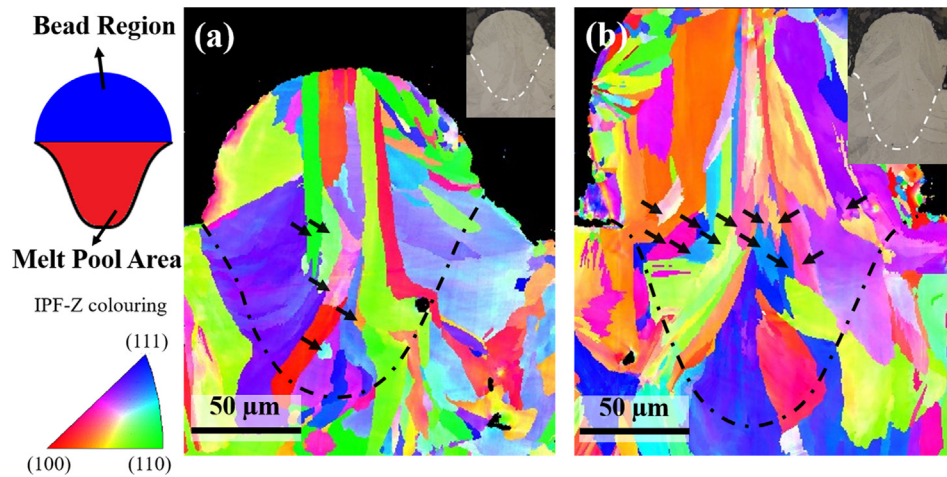 Bead Region
Melt Pool Area
IPF-Z colouring
(111)
(100)
(110)
(a)
50 μm
(b)
50 μm